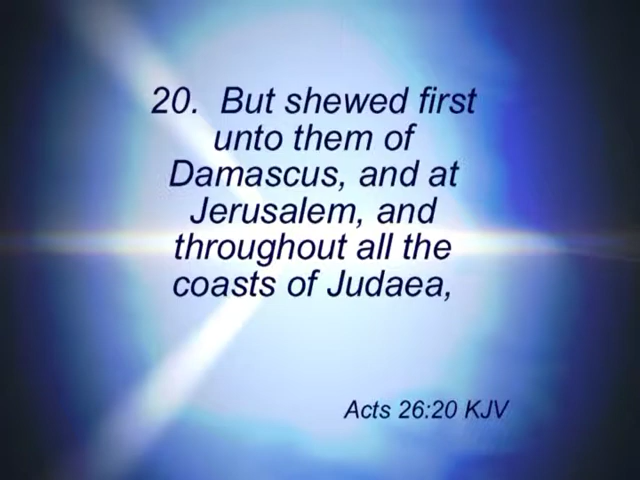 20.  But shewed first
unto them of
Damascus, and at
Jerusalem, and
throughout all the
coasts of Judaea,
Acts 26:20 KJV